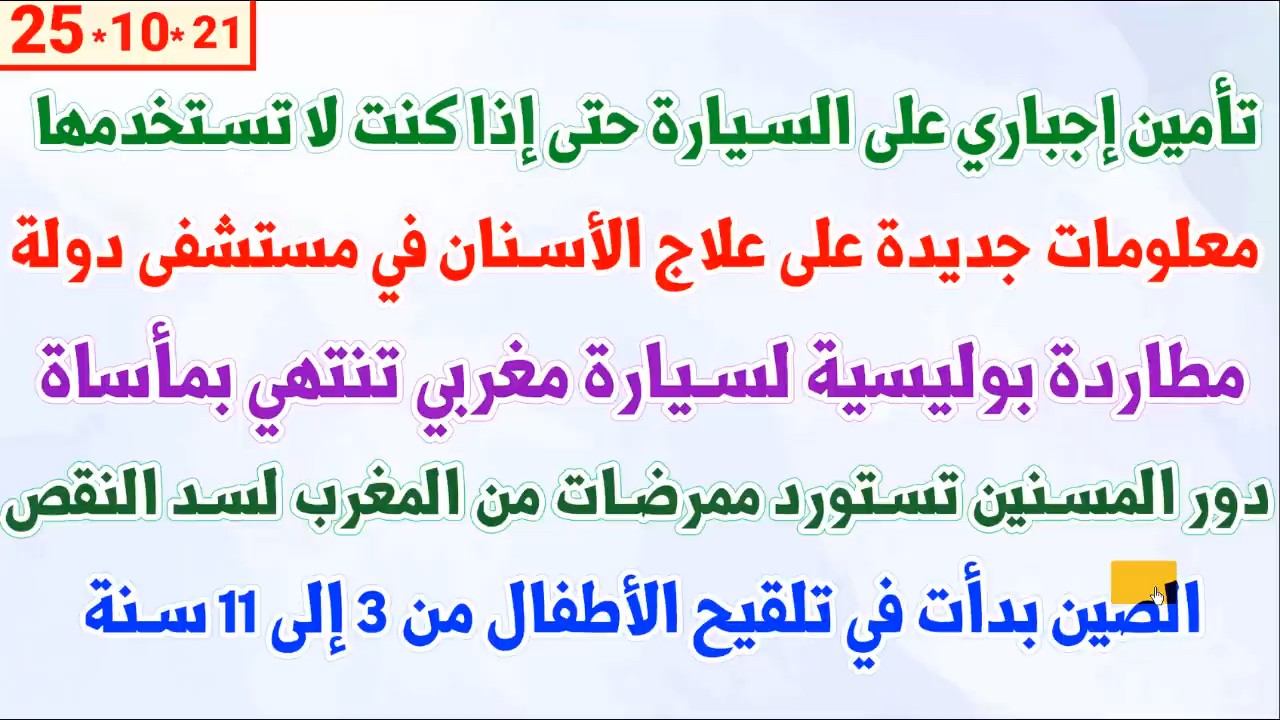 25*10*21
تأمين إجباري على السيارة حتى إذا كنت لا تستخدمها
معلومات جديدة على علاج الأسنان في مستشفى دولة
مطاردة بوليسية لسيارة مغربي تنتهي بمأساة
دور المسنين تستورد ممرضات من المغرب لسد النقص
الصين بدأت في تلقيح الأطفال من 3 إلى 11 سنة